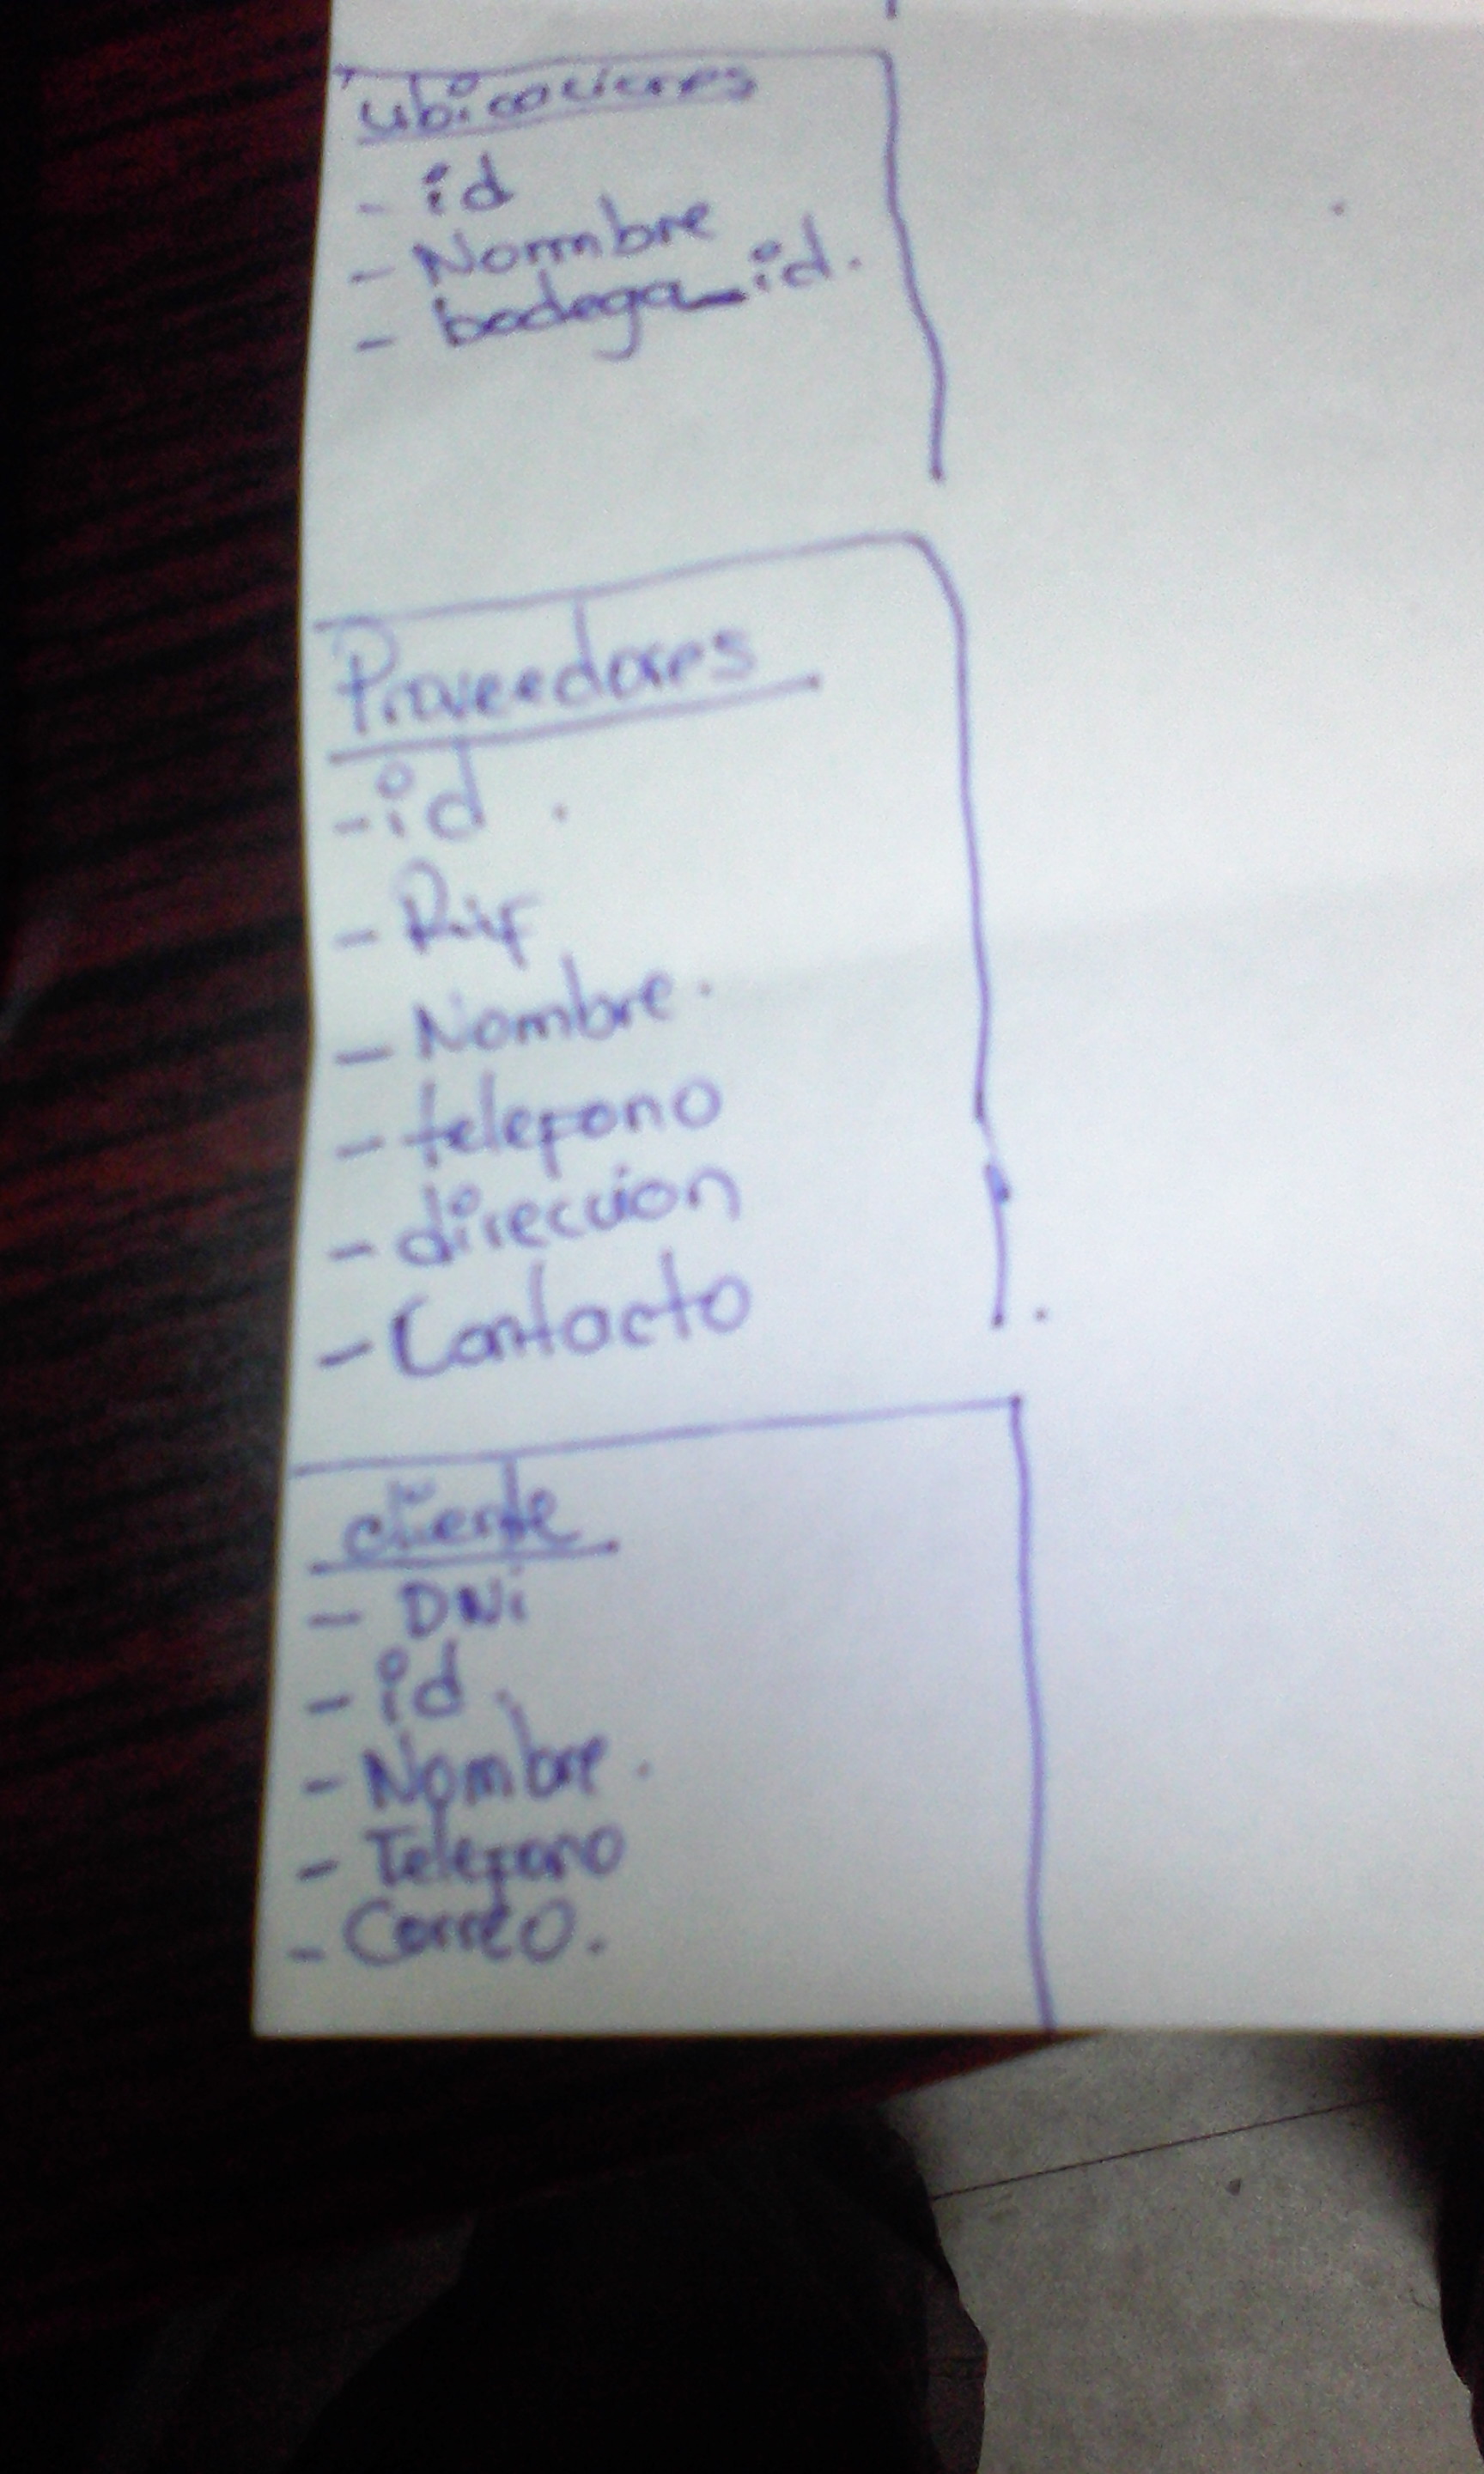 ubicaciones
- id
- Nombre
- bodega_id.
Proveedores
- id .
- Rif
- Nombre.
- telefono
- direccion
- Contacto
cliente
- DNi
- id
- Nombre.
- Telefono
- Correo.